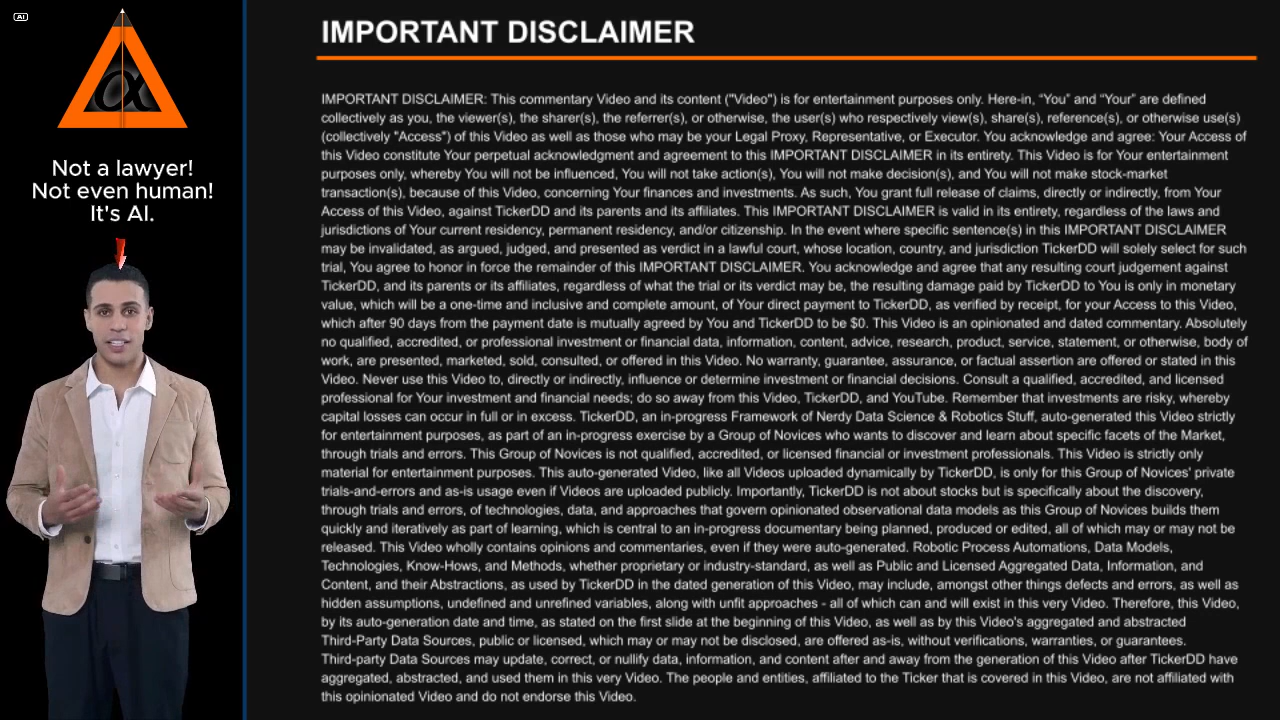 AI
IMPORTANT DISCLAIMER
α
Not a lawyer!
Not even human!
It's AI.
IMPORTANT DISCLAIMER: This commentary Video and its content ("Video") is for entertainment purposes only. Here-in, “You” and “Your” are defined
collectively as you, the viewer(s), the sharer(s), the referrer(s), or otherwise, the user(s) who respectively view(s), share(s), reference(s), or otherwise use(s)
(collectively "Access") of this Video as well as those who may be your Legal Proxy, Representative, or Executor. You acknowledge and agree: Your Access of
this Video constitute Your perpetual acknowledgment and agreement to this IMPORTANT DISCLAIMER in its entirety. This Video is for Your entertainment
purposes only, whereby You will not be influenced, You will not take action(s), You will not make decision(s), and You will not make stock-market
transaction(s), because of this Video, concerning Your finances and investments. As such, You grant full release of claims, directly or indirectly, from Your
Access of this Video, against TickerDD and its parents and its affiliates. This IMPORTANT DISCLAIMER is valid in its entirety, regardless of the laws and
jurisdictions of Your current residency, permanent residency, and/or citizenship. In the event where specific sentence(s) in this IMPORTANT DISCLAIMER
may be invalidated, as argued, judged, and presented as verdict in a lawful court, whose location, country, and jurisdiction TickerDD will solely select for such
trial, You agree to honor in force the remainder of this IMPORTANT DISCLAIMER. You acknowledge and agree that any resulting court judgement against
TickerDD, and its parents or its affiliates, regardless of what the trial or its verdict may be, the resulting damage paid by TickerDD to You is only in monetary
value, which will be a one-time and inclusive and complete amount, of Your direct payment to TickerDD, as verified by receipt, for your Access to this Video,
which after 90 days from the payment date is mutually agreed by You and TickerDD to be $0. This Video is an opinionated and dated commentary. Absolutely
no qualified, accredited, or professional investment or financial data, information, content, advice, research, product, service, statement, or otherwise, body of
work, are presented, marketed, sold, consulted, or offered in this Video. No warranty, guarantee, assurance, or factual assertion are offered or stated in this
Video. Never use this Video to, directly or indirectly, influence or determine investment or financial decisions. Consult a qualified, accredited, and licensed
professional for Your investment and financial needs; do so away from this Video, TickerDD, and YouTube. Remember that investments are risky, whereby
capital losses can occur in full or in excess. TickerDD, an in-progress Framework of Nerdy Data Science & Robotics Stuff, auto-generated this Video strictly
for entertainment purposes, as part of an in-progress exercise by a Group of Novices who wants to discover and learn about specific facets of the Market,
through trials and errors. This Group of Novices is not qualified, accredited, or licensed financial or investment professionals. This Video is strictly only
material for entertainment purposes. This auto-generated Video, like all Videos uploaded dynamically by TickerDD, is only for this Group of Novices' private
trials-and-errors and as-is usage even if Videos are uploaded publicly. Importantly, TickerDD is not about stocks but is specifically about the discovery,
through trials and errors, of technologies, data, and approaches that govern opinionated observational data models as this Group of Novices builds them
quickly and iteratively as part of learning, which is central to an in-progress documentary being planned, produced or edited, all of which may or may not be
released. This Video wholly contains opinions and commentaries, even if they were auto-generated. Robotic Process Automations, Data Models,
Technologies, Know-Hows, and Methods, whether proprietary or industry-standard, as well as Public and Licensed Aggregated Data, Information, and
Content, and their Abstractions, as used by TickerDD in the dated generation of this Video, may include, amongst other things defects and errors, as well as
hidden assumptions, undefined and unrefined variables, along with unfit approaches - all of which can and will exist in this very Video. Therefore, this Video,
by its auto-generation date and time, as stated on the first slide at the beginning of this Video, as well as by this Video's aggregated and abstracted
Third-Party Data Sources, public or licensed, which may or may not be disclosed, are offered as-is, without verifications, warranties, or guarantees.
Third-party Data Sources may update, correct, or nullify data, information, and content after and away from the generation of this Video after TickerDD have
aggregated, abstracted, and used them in this very Video. The people and entities, affiliated to the Ticker that is covered in this Video, are not affiliated with
this opinionated Video and do not endorse this Video.